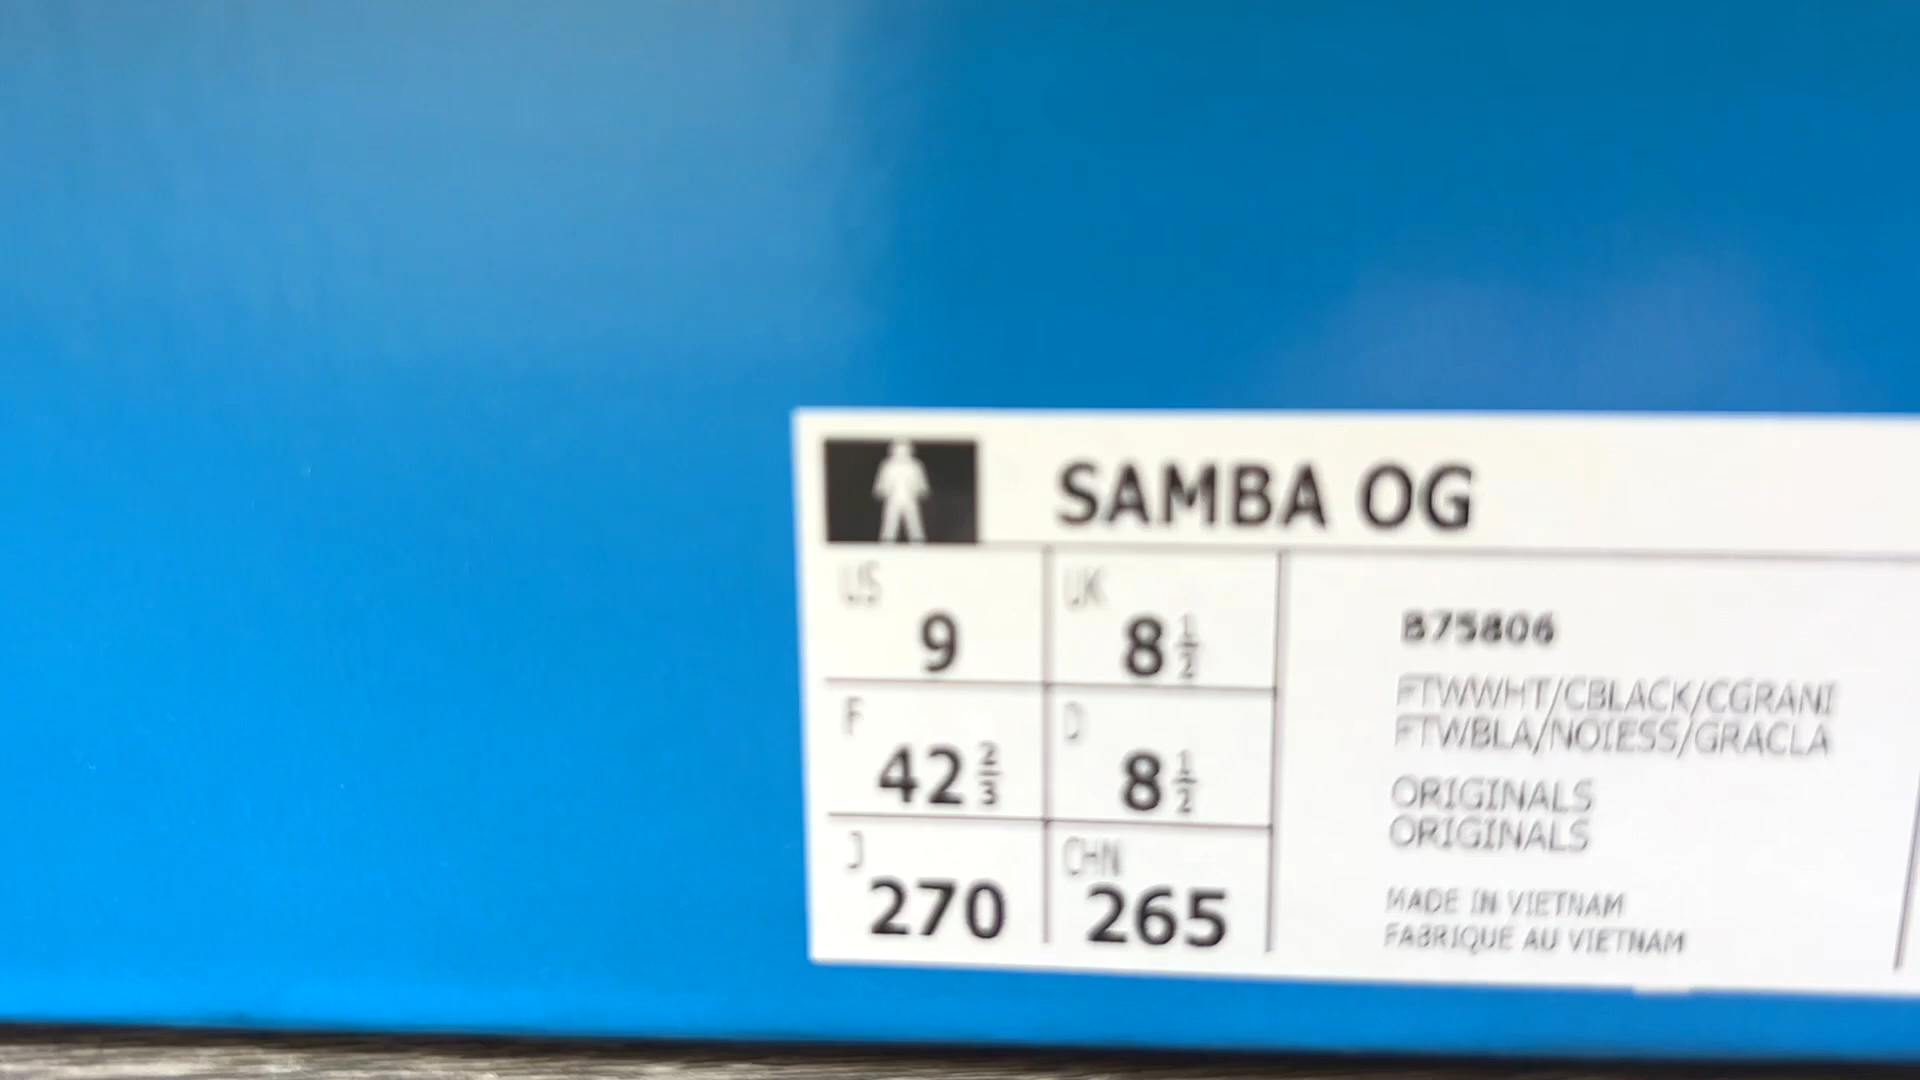 SAMBA OG
US
9
UK
8 1/2
F
42 2/3
D
8 1/2
J
270
CHN
265
B75806
FTWWHT/CBLACK/CGRANI
FTWBLA/NOIESS/GRACLA
ORIGINALS
ORIGINALS
MADE IN VIETNAM
FABRIQUE AU VIETNAM